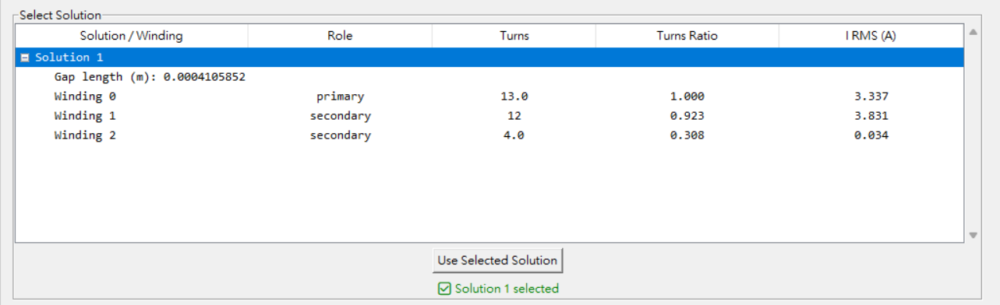 Select Solution
Solution / Winding Role Turns Turns Ratio I RMS (A)
Solution 1
Gap length (m): 0.0004105852
Winding 0 primary 13.0 1.000 3.337
Winding 1 secondary 12 0.923 3.831
Winding 2 secondary 4.0 0.308 0.034
Use Selected Solution
Solution 1 selected